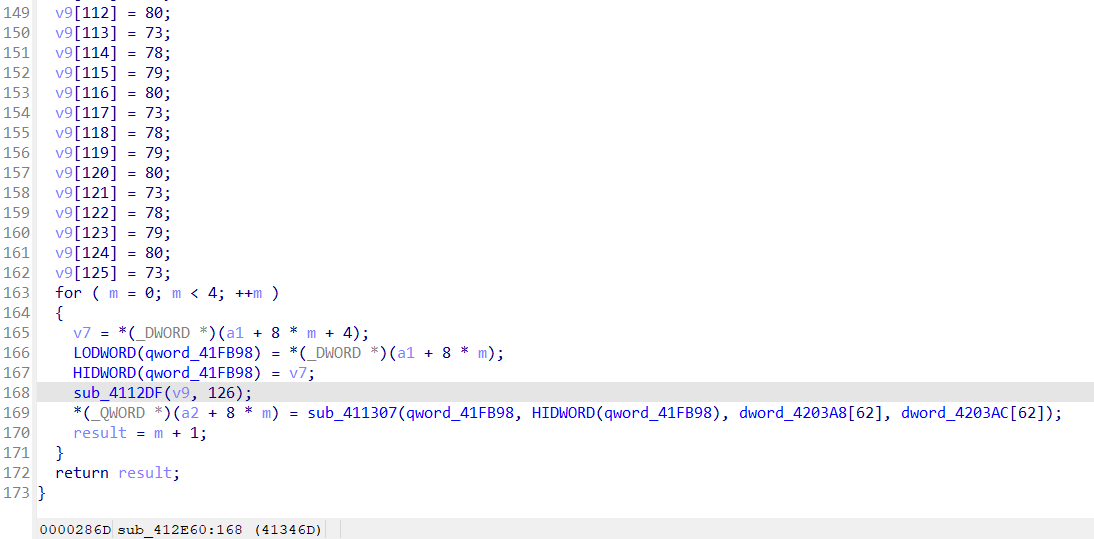 149 v9[112] = 80;
150 v9[113] = 73;
151 v9[114] = 78;
152 v9[115] = 79;
153 v9[116] = 80;
154 v9[117] = 73;
155 v9[118] = 78;
156 v9[119] = 79;
157 v9[120] = 80;
158 v9[121] = 73;
159 v9[122] = 78;
160 v9[123] = 79;
161 v9[124] = 80;
162 v9[125] = 73;
163 for ( m = 0; m < 4; ++m )
164 {
165 v7 = *(_DWORD *)(a1 + 8 * m + 4);
166 LODWORD(qword_41FB98) = *(_DWORD *)(a1 + 8 * m);
167 HIDWORD(qword_41FB98) = v7;
168 sub_4112DF(v9, 126);
169 *(_QWORD *)(a2 + 8 * m) = sub_411307(qword_41FB98, HIDWORD(qword_41FB98), dword_4203A8[62], dword_4203AC[62]);
170 result = m + 1;
171 }
172 return result;
173 }
0000286D sub_412E60:168 (41346D)